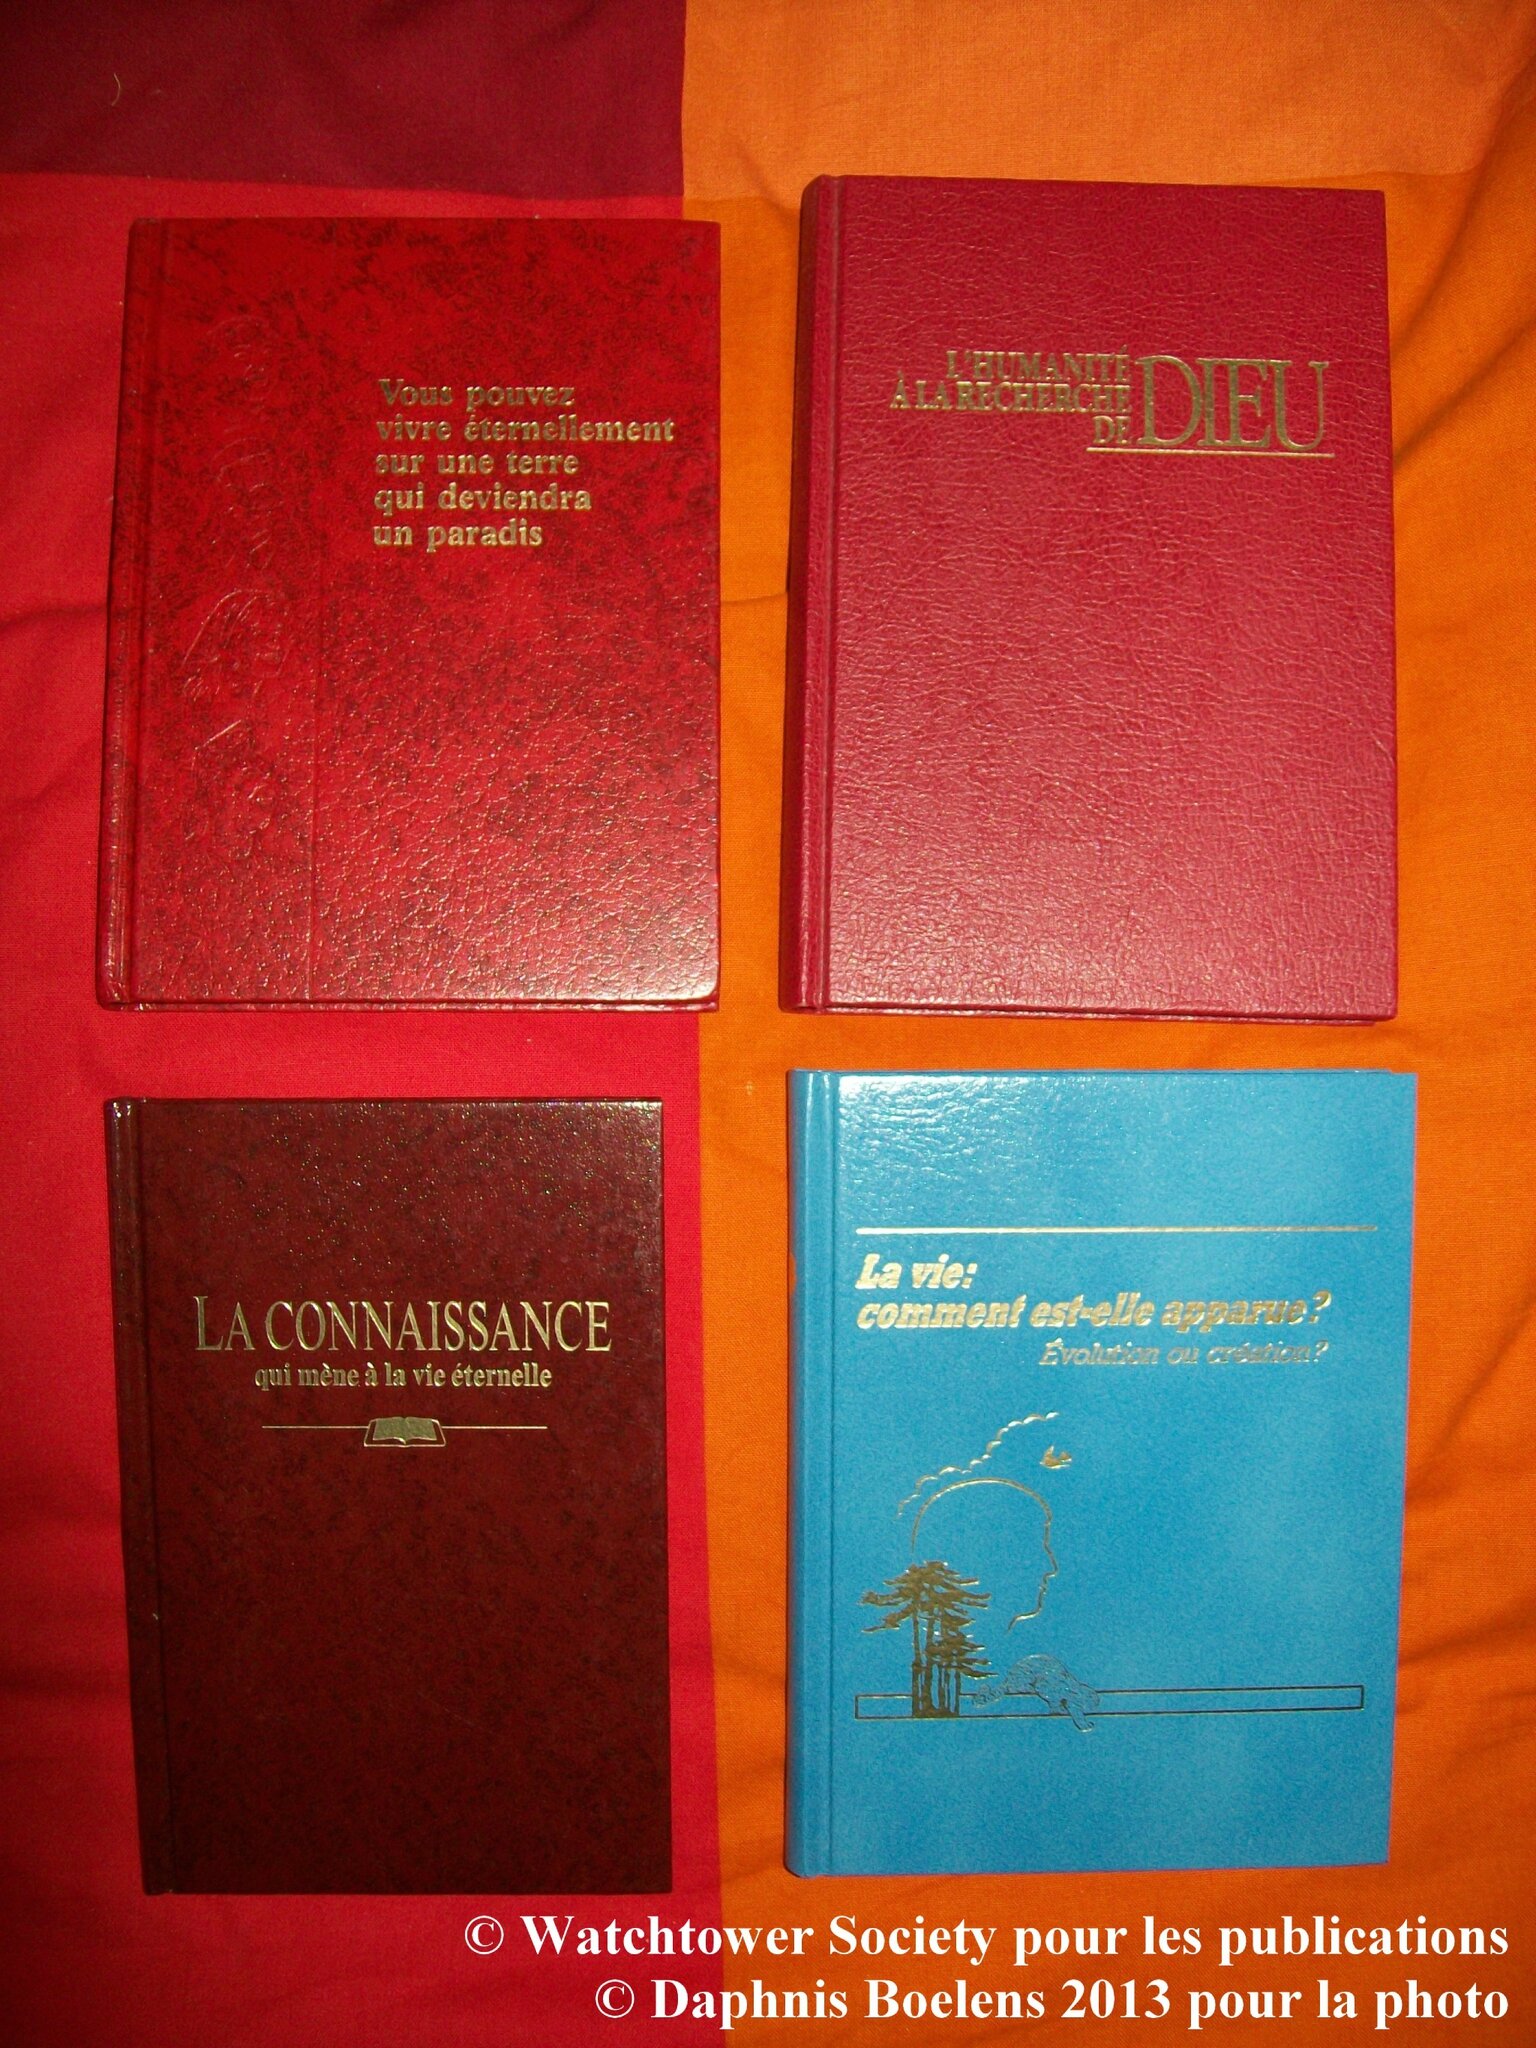 Vous pouvez
vivre éternellement
sur une terre
qui deviendra
un paradis
L'HUMANITÉ
À LA RECHERCHE
DE DIEU
LA CONNAISSANCE
qui mène à la vie éternelle
La vie:
comment est-elle apparue?
Évolution ou création?
© Watchtower Society pour les publications
© Daphnis Boelens 2013 pour la photo